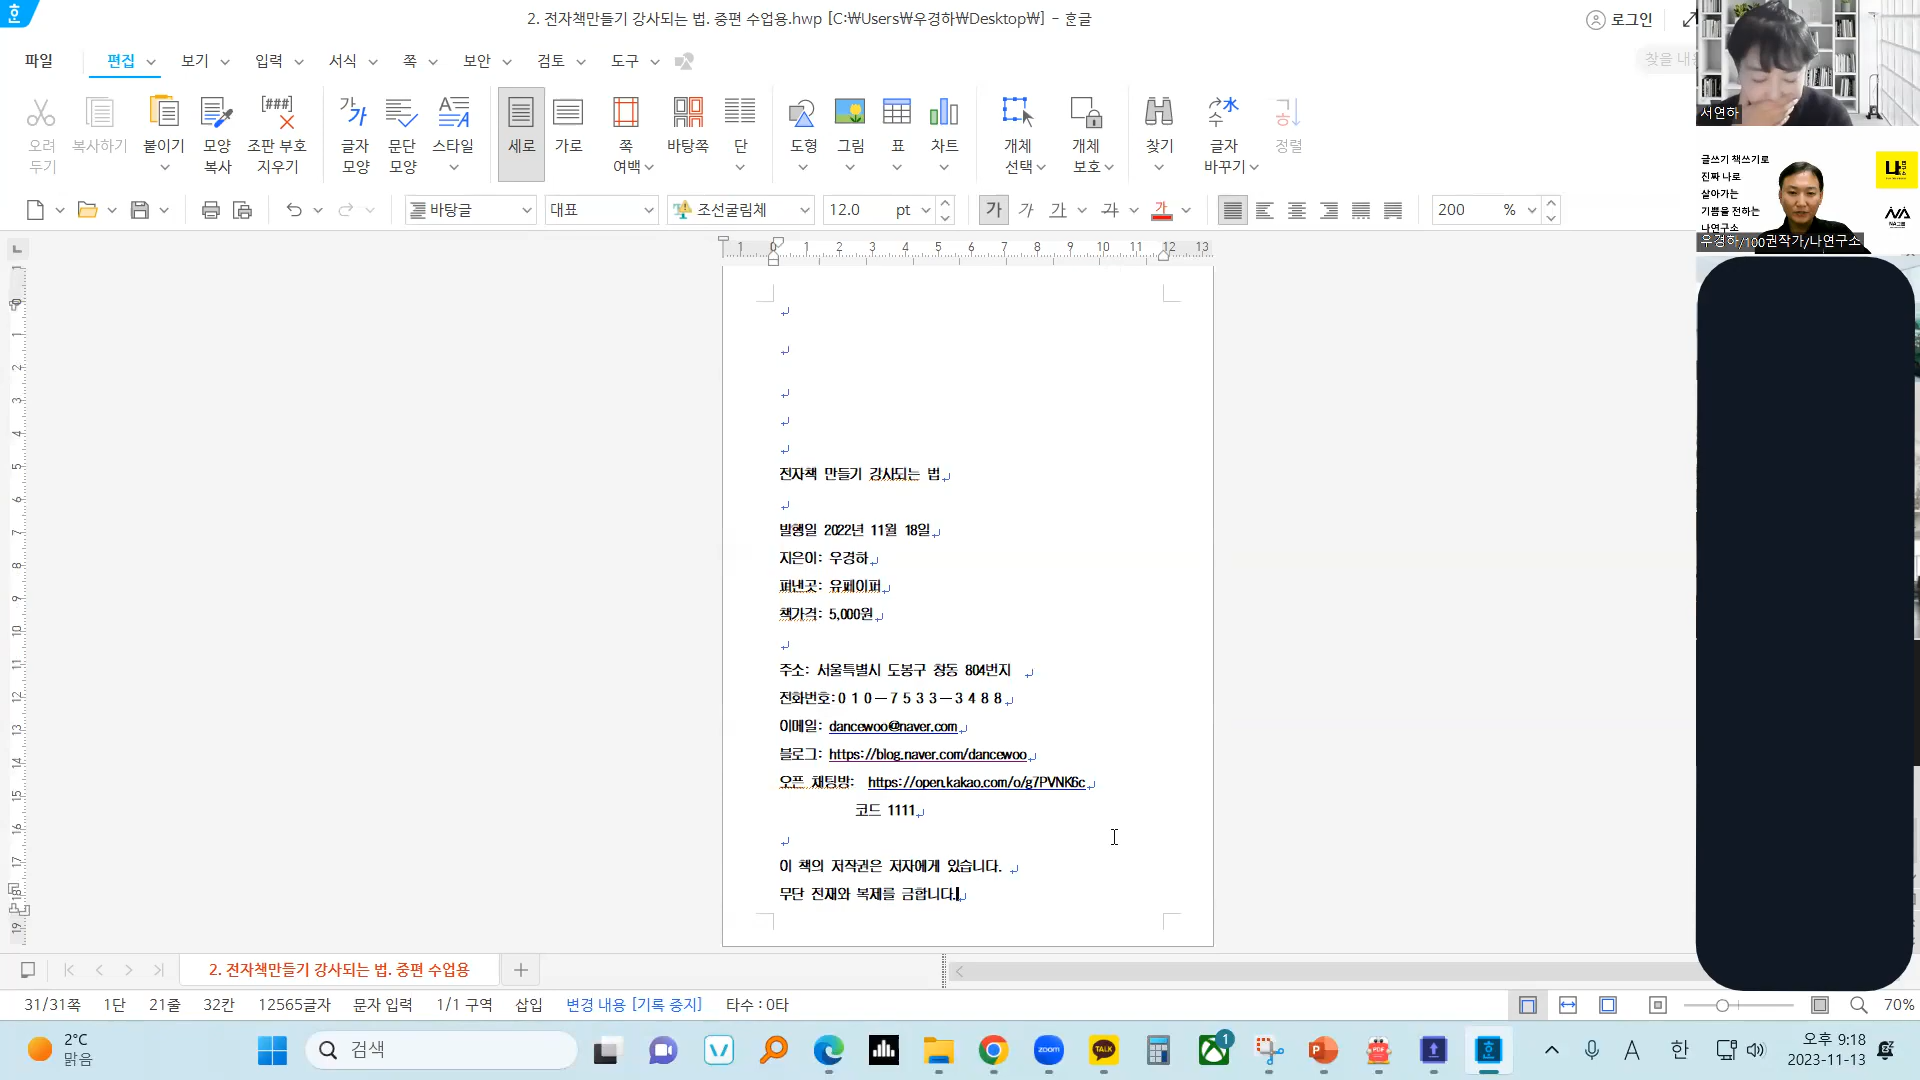 2. 전자책만들기 강사되는 법. 중편 수업용.hwp [C:₩Users₩우경하₩Desktop₩] - 한글
로그인
파일 편집 보기 입력 서식 쪽 보안 검토 도구
찾을 내용
오려 두기
복사하기
붙이기
모양 복사
조판 부호 지우기
글자 모양
문단 모양
스타일
세로
가로
쪽 여백
바탕쪽
단
도형
그림
표
차트
개체 선택
개체 보호
찾기
글자 바꾸기
정렬
바탕글 대표 조선굴림체 12.0 pt 가 가 가 가 가 200 %
1 0 1 2 3 4 5 6 7 8 9 10 11 12 13
전자책 만들기 강사되는 법
발행일 2022년 11월 18일
지은이: 우경하
펴낸곳: 유페이퍼
책가격: 5,000원
주소: 서울특별시 도봉구 창동 804번지
전화번호:010-7533-3488
이메일: dancewoo@naver.com
블로그: https://blog.naver.com/dancewoo
오픈 채팅방: https://open.kakao.com/o/g7PVNK6c
코드 1111
이 책의 저작권은 저자에게 있습니다.
무단 전재와 복제를 금합니다.
서연하
글쓰기 책쓰기로
진짜 나로
살아가는
기쁨을 전하는
나연구소
우경하/100권작가/나연구소
2. 전자책만들기 강사되는 법. 중편 수업용
31/31쪽 1단 21줄 32칸 12565글자 문자 입력 1/1 구역 삽입 변경 내용 [기록 중지] 타수 : 0타
70%
2°C
맑음
검색
zoom
TALK
1
A 한
오후 9:18
2023-11-13